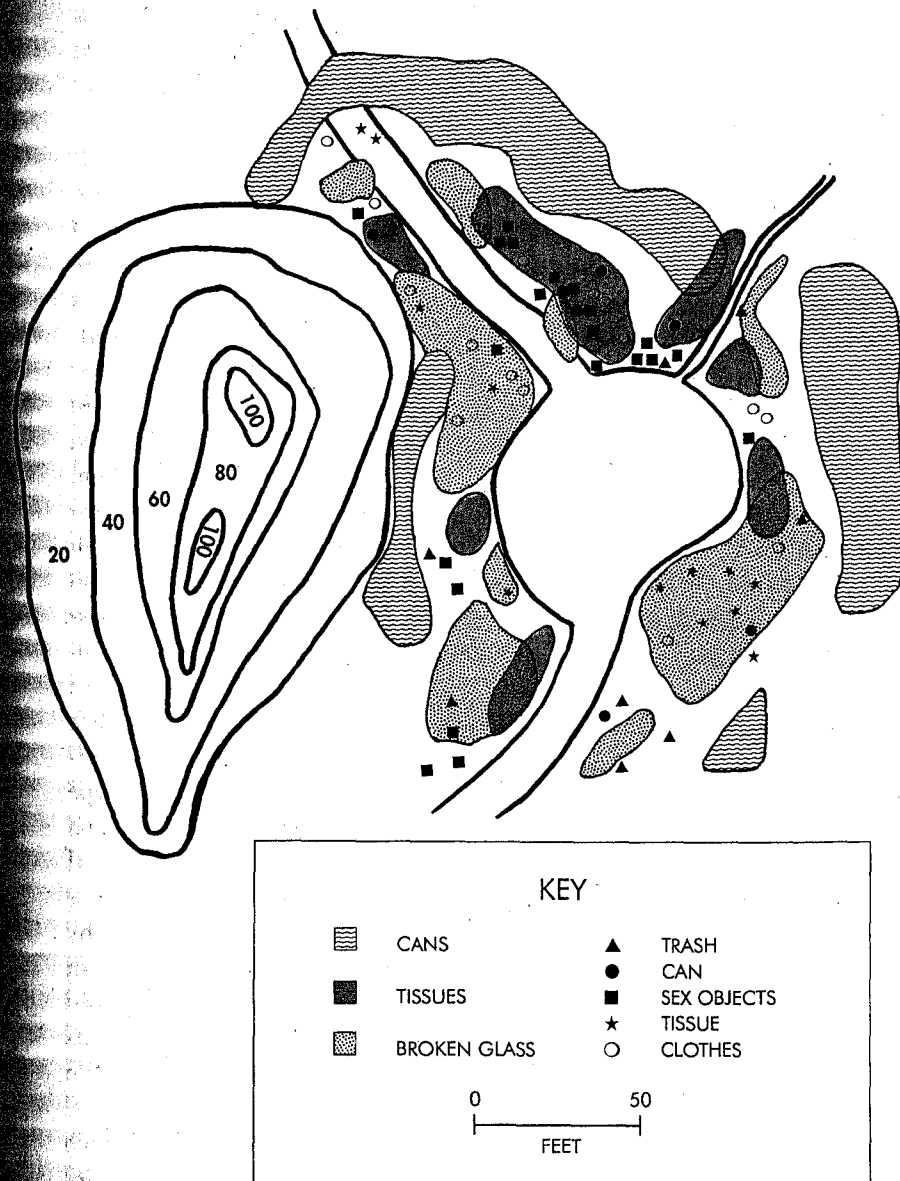 100
80
60
40
100
20
KEY
CANS
TISSUES
BROKEN GLASS
TRASH
CAN
SEX OBJECTS
TISSUE
CLOTHES
0 50
FEET